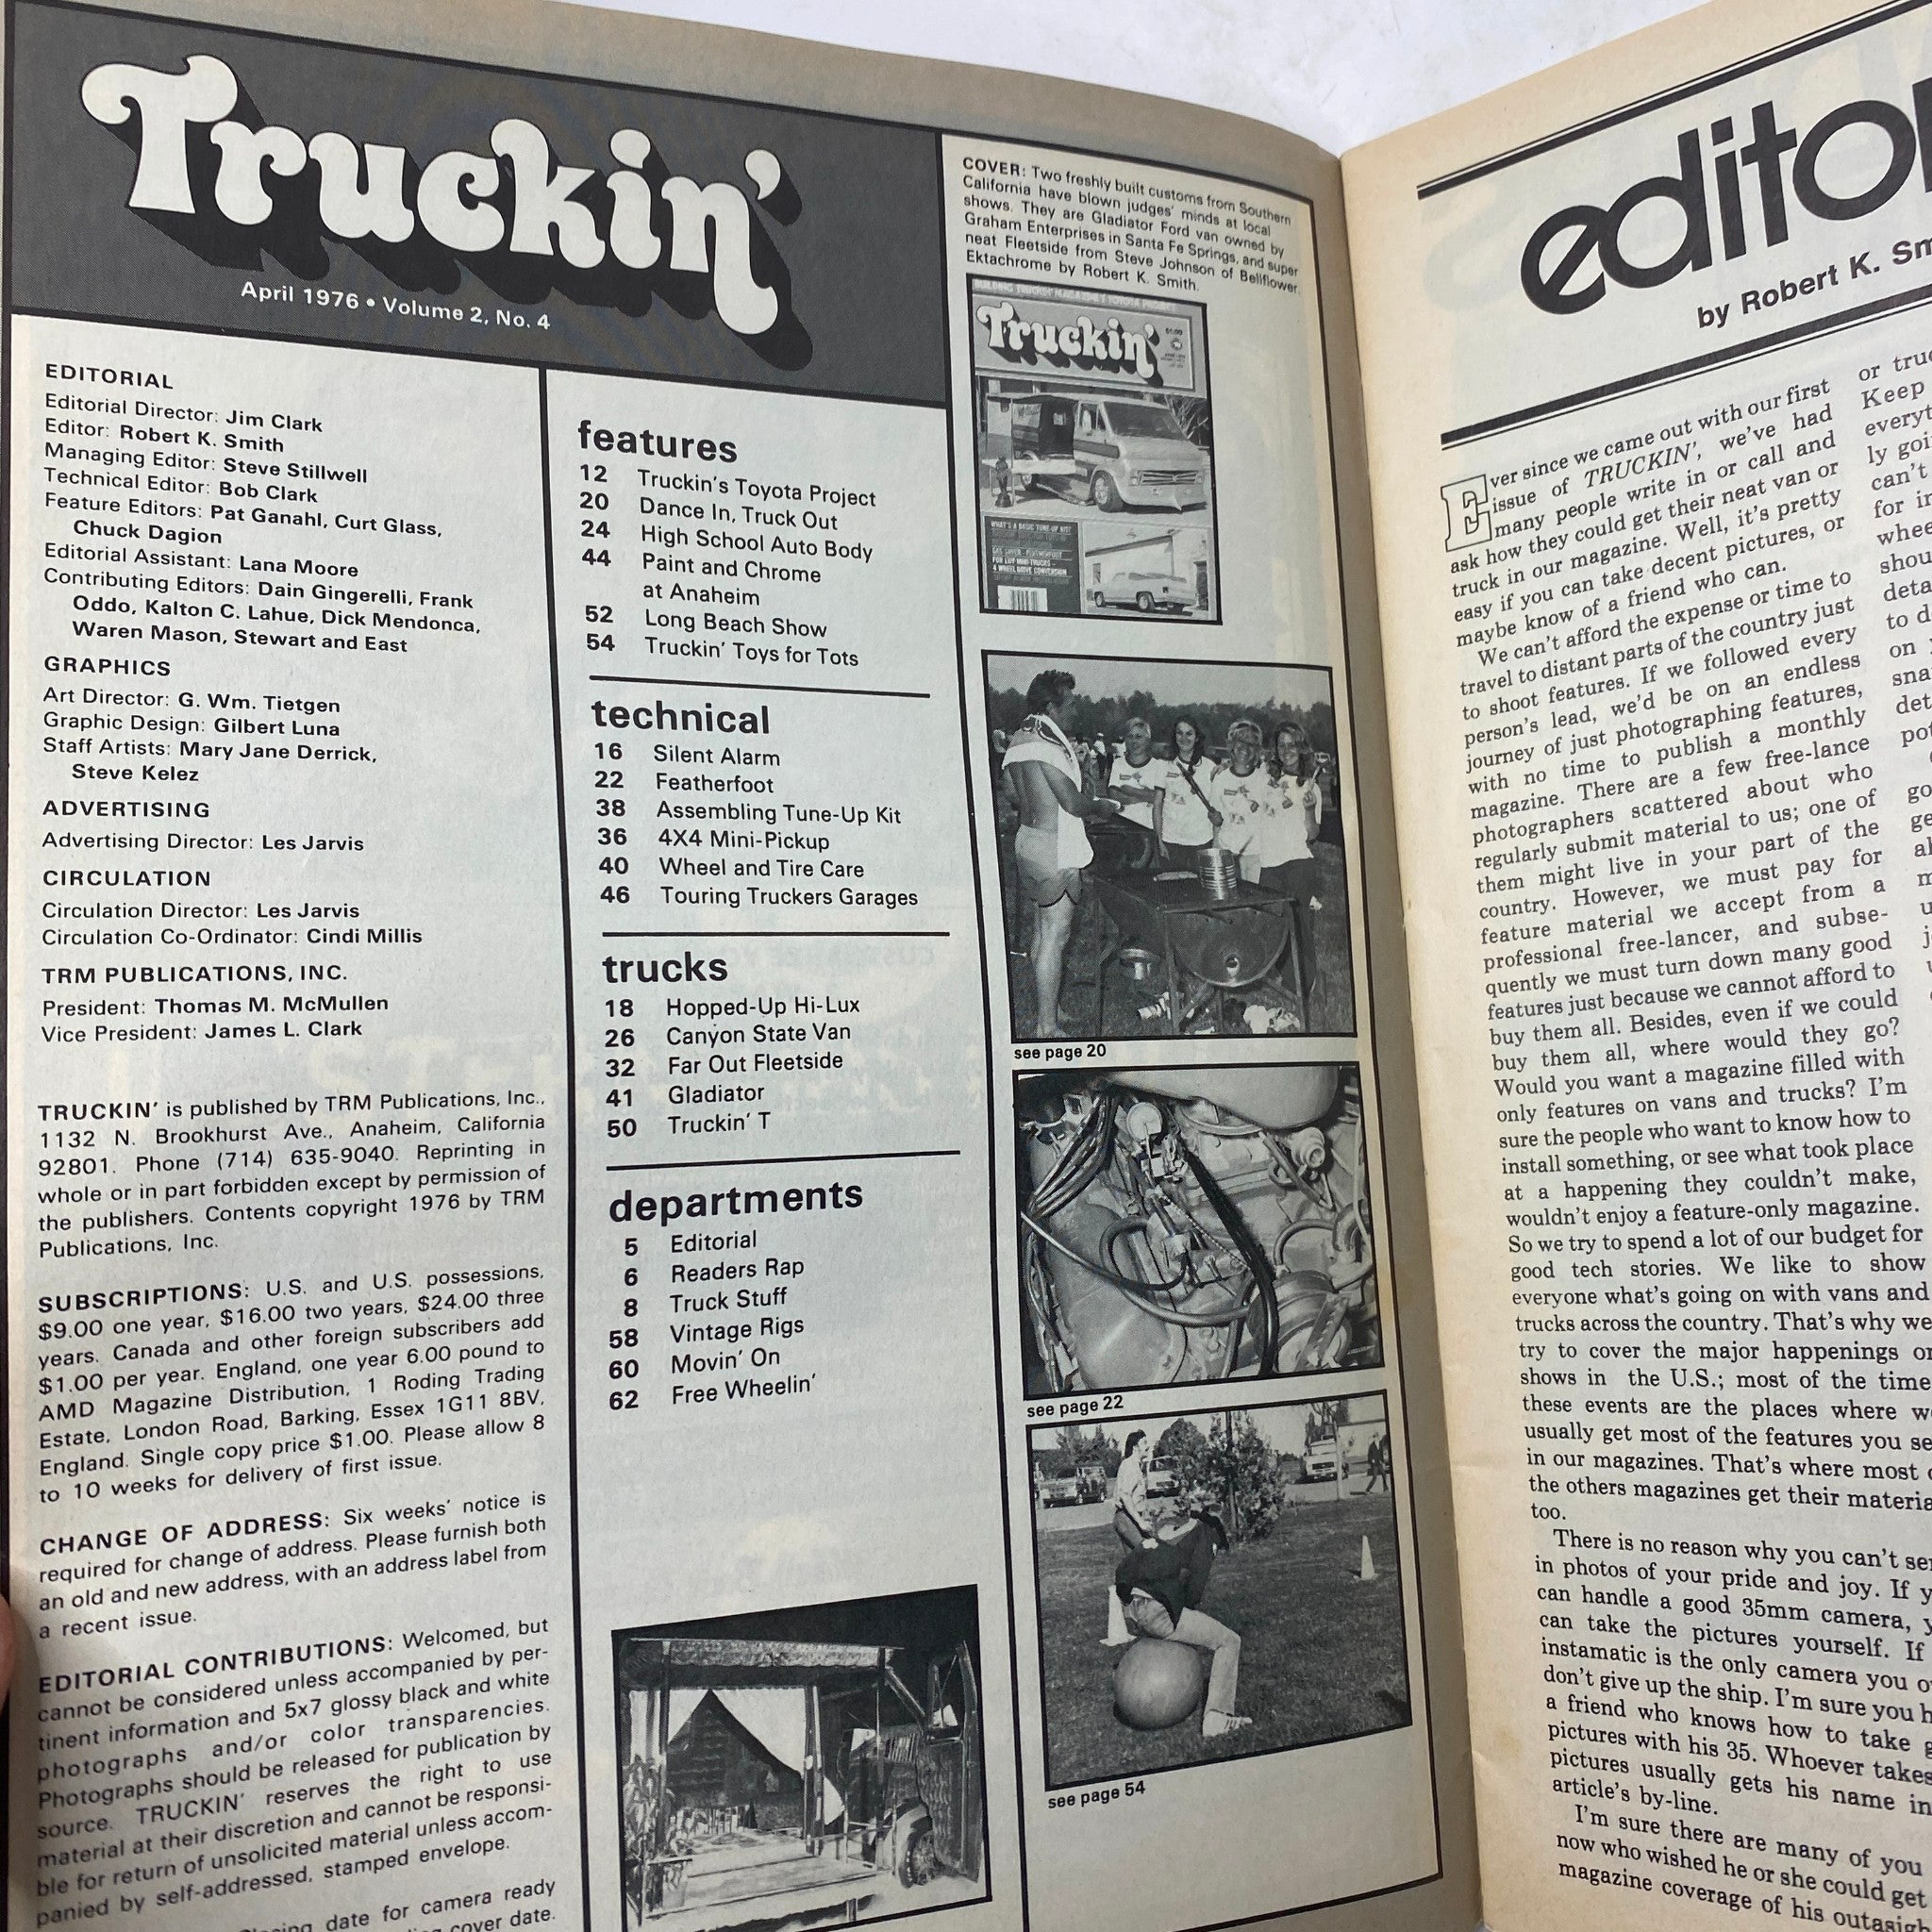 Truckin'
April 1976 • Volume 2, No. 4
EDITORIAL
Editorial Director: Jim Clark
Editor: Robert K. Smith
Managing Editor: Steve Stillwell
Technical Editor: Bob Clark
Feature Editors: Pat Ganahl, Curt Glass,
Chuck Dagion
Editorial Assistant: Lana Moore
Contributing Editors: Dain Gingerelli, Frank
Oddo, Kalton C. Lahue, Dick Mendonca,
Waren Mason, Stewart and East
GRAPHICS
Art Director: G. Wm. Tietgen
Graphic Design: Gilbert Luna
Staff Artists: Mary Jane Derrick,
Steve Kelez
ADVERTISING
Advertising Director: Les Jarvis
CIRCULATION
Circulation Director: Les Jarvis
Circulation Co-Ordinator: Cindi Millis
TRM PUBLICATIONS, INC.
President: Thomas M. McMullen
Vice President: James L. Clark
TRUCKIN' is published by TRM Publications, Inc.,
1132 N. Brookhurst Ave., Anaheim, California
92801. Phone (714) 635-9040. Reprinting in
whole or in part forbidden except by permission of
the publishers. Contents copyright 1976 by TRM
Publications, Inc.
SUBSCRIPTIONS: U.S. and U.S. possessions,
$9.00 one year, $16.00 two years, $24.00 three
years. Canada and other foreign subscribers add
$1.00 per year. England, one year 6.00 pound to
AMD Magazine Distribution, 1 Roding Trading
Estate, London Road, Barking, Essex 1G11 8BV,
England. Single copy price $1.00. Please allow 8
to 10 weeks for delivery of first issue.
CHANGE OF ADDRESS: Six weeks' notice is
required for change of address. Please furnish both
an old and new address, with an address label from
a recent issue.
EDITORIAL CONTRIBUTIONS: Welcomed, but
cannot be considered unless accompanied by per-
tinent information and 5x7 glossy black and white
photographs and/or color transparencies.
Photographs should be released for publication by
source. TRUCKIN' reserves the right to use
material at their discretion and cannot be responsi-
ble for return of unsolicited material unless accom-
panied by self-addressed, stamped envelope.
date for camera ready
cover date.
features
12 Truckin's Toyota Project
20 Dance In, Truck Out
24 High School Auto Body
44 Paint and Chrome
at Anaheim
52 Long Beach Show
54 Truckin' Toys for Tots
technical
16 Silent Alarm
22 Featherfoot
38 Assembling Tune-Up Kit
36 4X4 Mini-Pickup
40 Wheel and Tire Care
46 Touring Truckers Garages
trucks
18 Hopped-Up Hi-Lux
26 Canyon State Van
32 Far Out Fleetside
41 Gladiator
50 Truckin' T
departments
5 Editorial
6 Readers Rap
8 Truck Stuff
58 Vintage Rigs
60 Movin' On
62 Free Wheelin'
COVER: Two freshly built customs from Southern
California have blown judges' minds at local
shows. They are Gladiator Ford van owned by
Graham Enterprises in Santa Fe Springs, and super
neat Fleetside from Steve Johnson of Bellflower.
Ektachrome by Robert K. Smith.
BUILDING TRUCKIN' MAGAZINE'S TOYOTA PROJECT
Truckin'
WHAT'S A BASIC TUNE-UP KIT?
see page 20
see page 22
see page 54
edito
by Robert K. Sm
Ever since we came out with our first
issue of TRUCKIN', we've had
many people write in or call and
ask how they could get their neat van or
truck in our magazine. Well, it's pretty
easy if you can take decent pictures, or
maybe know of a friend who can.
We can't afford the expense or time to
travel to distant parts of the country just
to shoot features. If we followed every
person's lead, we'd be on an endless
journey of just photographing features,
with no time to publish a monthly
magazine. There are a few free-lance
photographers scattered about who
regularly submit material to us; one of
them might live in your part of the
country. However, we must pay for
feature material we accept from a
professional free-lancer, and subse-
quently we must turn down many good
features just because we cannot afford to
buy them all. Besides, even if we could
buy them all, where would they go?
Would you want a magazine filled with
only features on vans and trucks? I'm
sure the people who want to know how to
install something, or see what took place
at a happening they couldn't make,
wouldn't enjoy a feature-only magazine.
So we try to spend a lot of our budget for
good tech stories. We like to show
everyone what's going on with vans and
trucks across the country. That's why we
try to cover the major happenings or
shows in the U.S.; most of the time
these events are the places where we
usually get most of the features you se
in our magazines. That's where most o
the others magazines get their materia
too.
There is no reason why you can't se
in photos of your pride and joy. If y
can handle a good 35mm camera, y
can take the pictures yourself. If
instamatic is the only camera you o
don't give up the ship. I'm sure you h
a friend who knows how to take g
pictures with his 35. Whoever takes
pictures usually gets his name in
article's by-line.
I'm sure there are many of you
now who wished he or she could get
magazine coverage of his outasigh
or truc
Keep
everyt
ly goi
can't
for in
whee
shou
deta
to d
on
sna
det
pot
go
ge